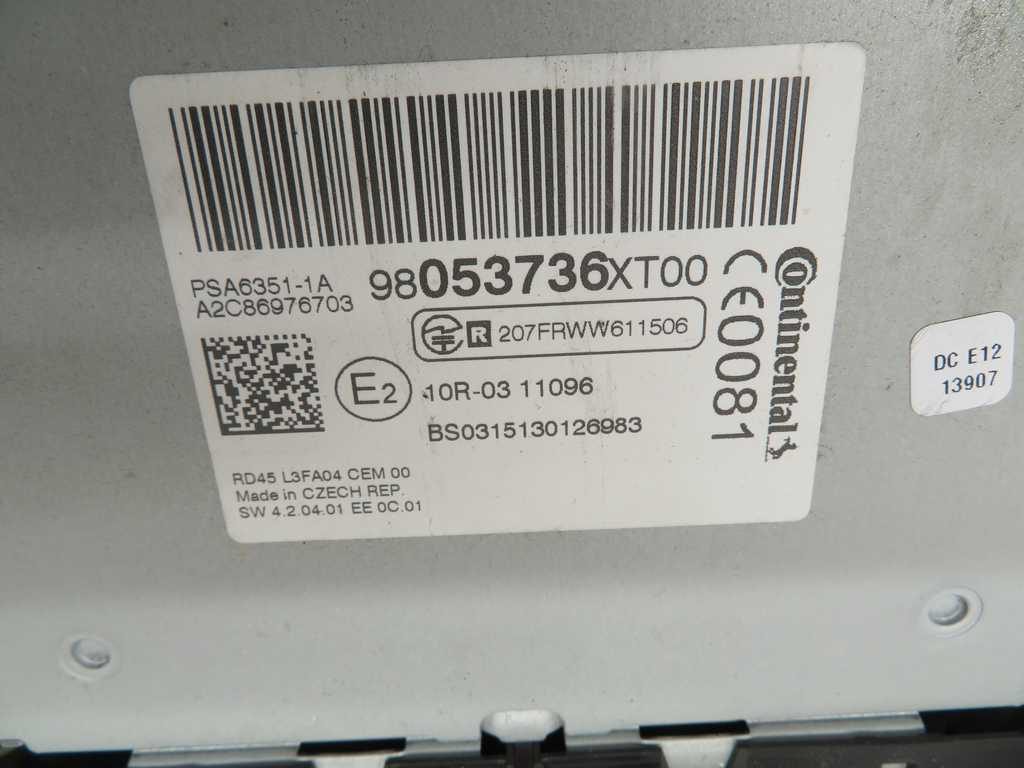 PSA6351-1A
A2C86976703
98053736XT00
R 207FRWW611506
E2
10R-03 11096
BS0315130126983
RD45 L3FA04 CEM 00
Made in CZECH REP.
SW 4.2.04.01 EE 0C.01
CE0081
Continental
DC E12
13907